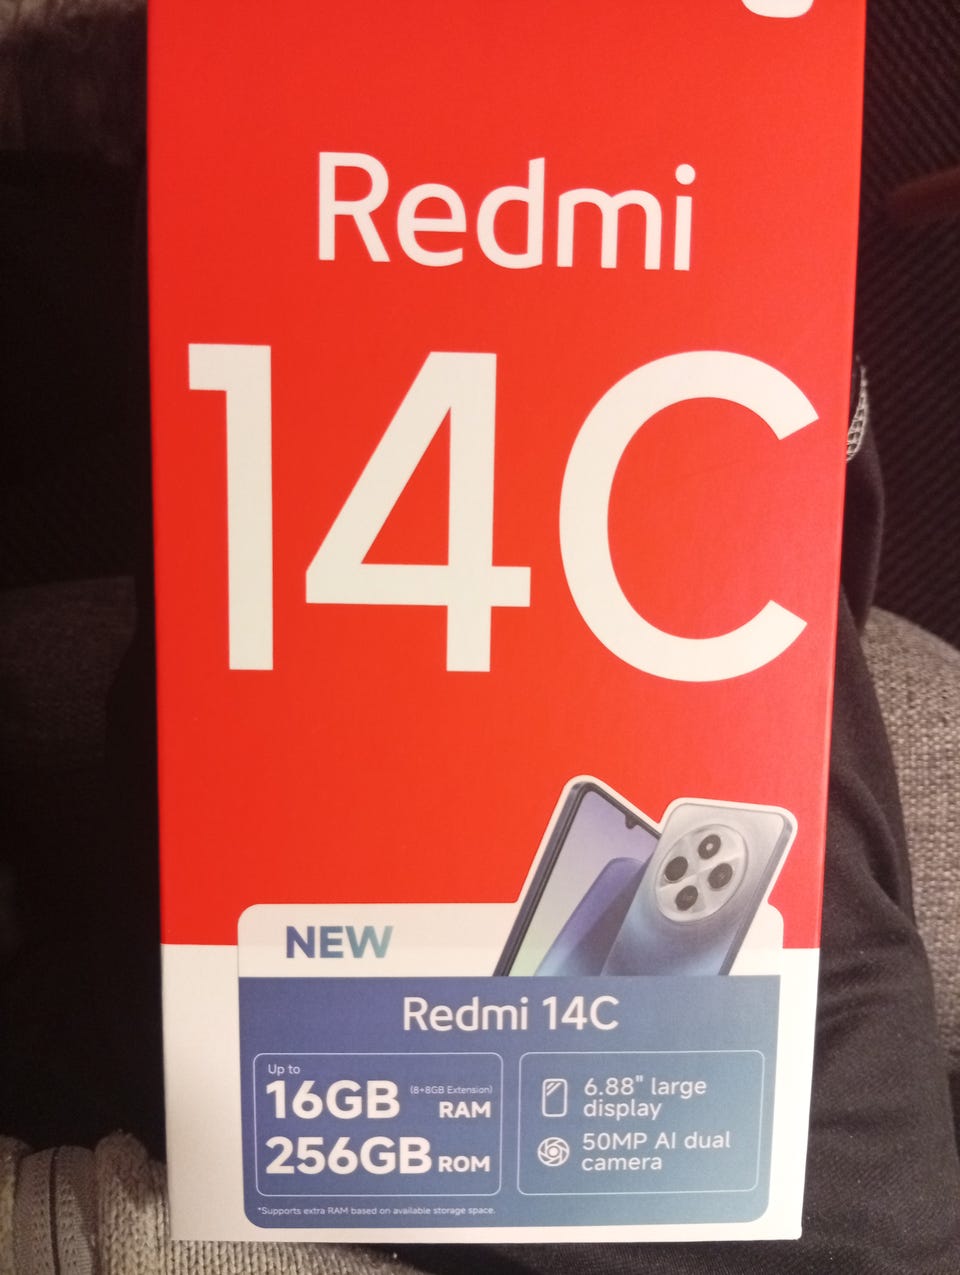 Redmi
14C
NEW
Redmi 14C
Up to
16GB (8+8GB Extension) RAM
256GB ROM
6.88" large
display
50MP AI dual
camera
*Supports extra RAM based on available storage space.